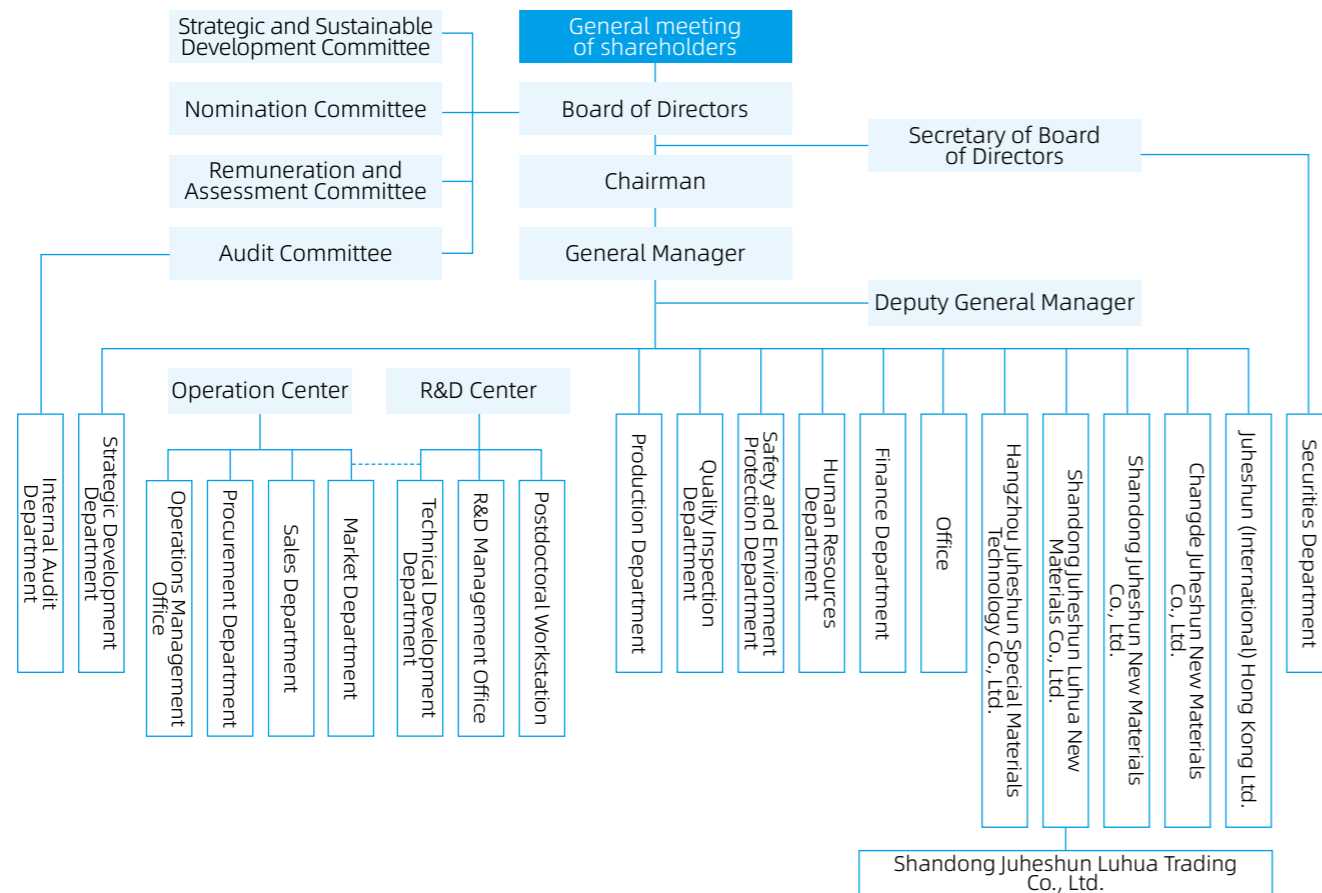 Strategic and Sustainable
Development Committee
General meeting
of shareholders
Nomination Committee
Board of Directors
Secretary of Board
of Directors
Remuneration and
Assessment Committee
Chairman
Audit Committee
General Manager
Deputy General Manager
Operation Center
R&D Center
Internal Audit
Department
Strategic Development
Department
Operations Management
Office
Procurement Department
Sales Department
Market Department
Technical Development
Department
R&D Management Office
Postdoctoral Workstation
Production Department
Quality Inspection
Department
Safety and Environment
Protection Department
Human Resources
Department
Finance Department
Office
Hangzhou Juheshun Special Materials
Technology Co., Ltd.
Shandong Juheshun Luhua New
Materials Co., Ltd.
Shandong Juheshun New Materials
Co., Ltd.
Changde Juheshun New Materials
Co., Ltd.
Juheshun (International) Hong Kong Ltd.
Securities Department
Shandong Juheshun Luhua Trading
Co., Ltd.